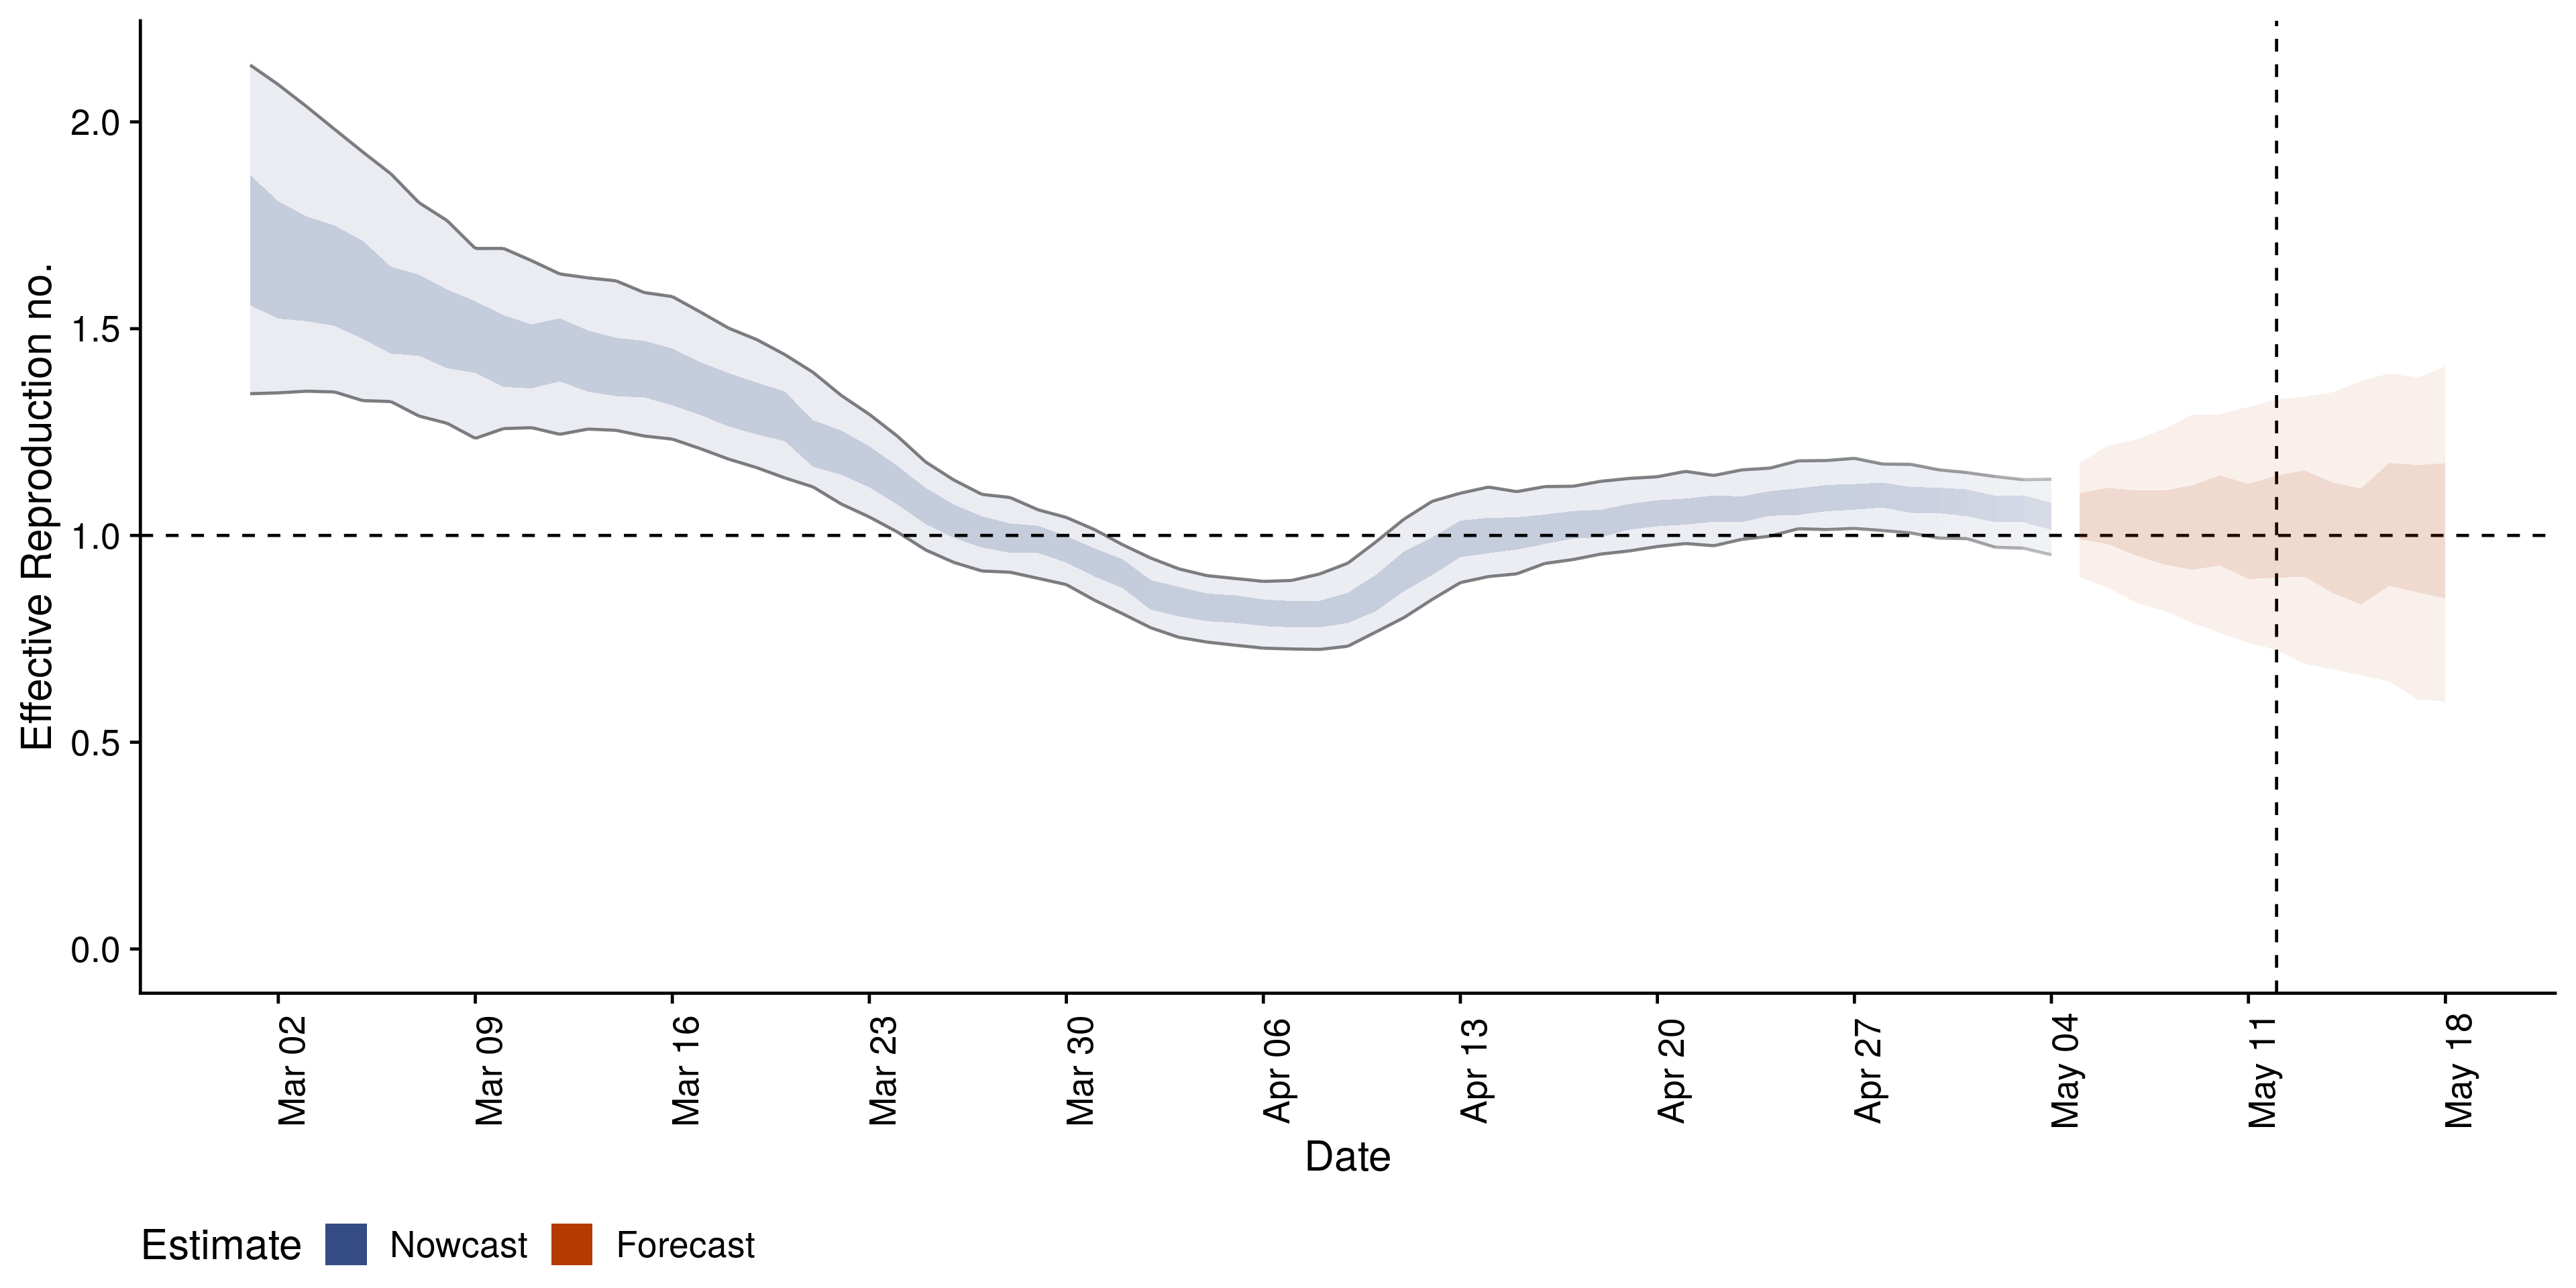 Effective Reproduction no.
2.0
1.5
1.0
0.5
0.0
Mar 02
Mar 09
Mar 16
Mar 23
Mar 30
Apr 06
Apr 13
Apr 20
Apr 27
May 04
May 11
May 18
Date
Estimate Nowcast Forecast